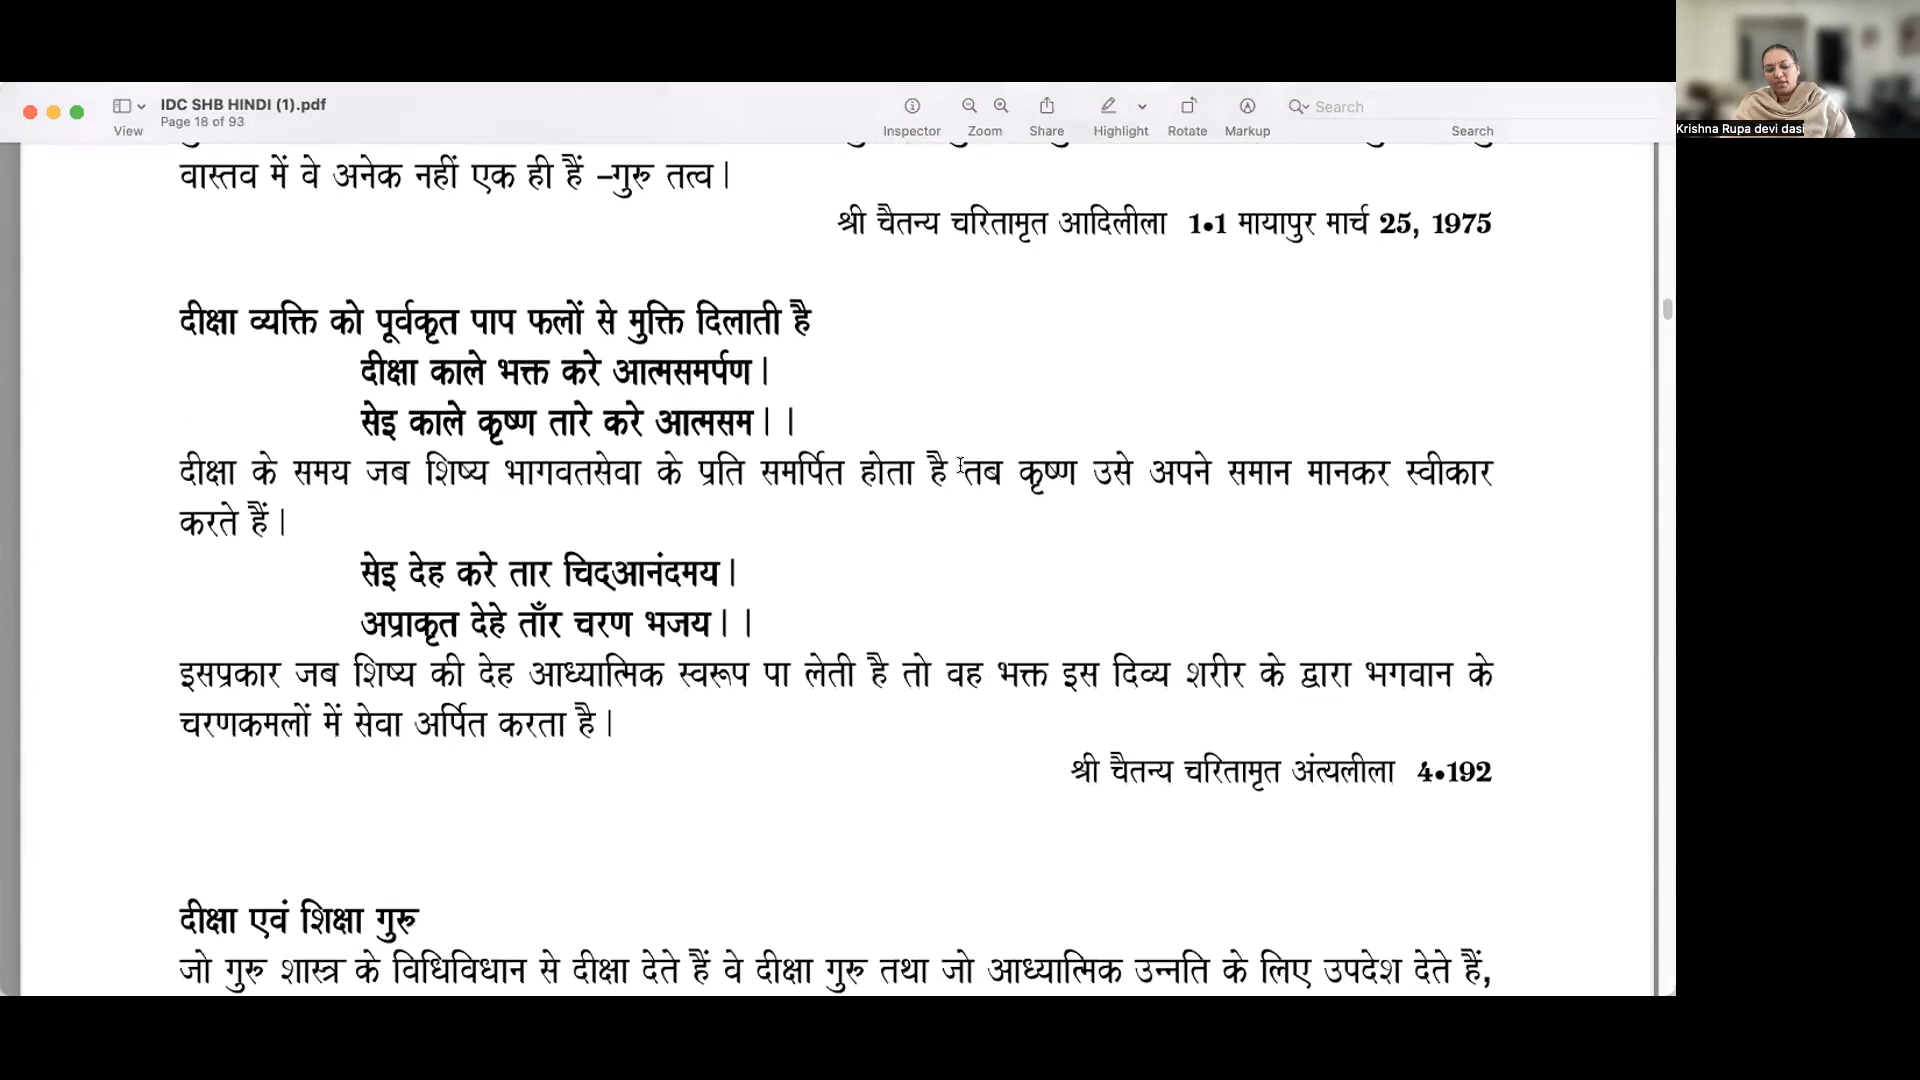 IDC SHB HINDI (1).pdf
Page 18 of 93
View
Inspector
Zoom
Share
Highlight
Rotate
Markup
Search
Search
Krishna Rupa devi dasi
वास्तव में वे अनेक नहीं एक ही हैं –गुरु तत्व।
श्री चैतन्य चरितामृत आदिलीला 1•1 मायापुर मार्च 25, 1975
दीक्षा व्यक्ति को पूर्वकृत पाप फलों से मुक्ति दिलाती है
दीक्षा काले भक्त करे आत्मसमर्पण।
सेइ काले कृष्ण तारे करे आत्मसम।।
दीक्षा के समय जब शिष्य भागवतसेवा के प्रति समर्पित होता है तब कृष्ण उसे अपने समान मानकर स्वीकार
करते हैं।
सेइ देह करे तार चिद्आनंदमय।
अप्राकृत देहे ताँर चरण भजय।।
इसप्रकार जब शिष्य की देह आध्यात्मिक स्वरूप पा लेती है तो वह भक्त इस दिव्य शरीर के द्वारा भगवान के
चरणकमलों में सेवा अर्पित करता है।
श्री चैतन्य चरितामृत अंत्यलीला 4•192
दीक्षा एवं शिक्षा गुरु
जो गुरु शास्त्र के विधिविधान से दीक्षा देते हैं वे दीक्षा गुरु तथा जो आध्यात्मिक उन्नति के लिए उपदेश देते हैं,